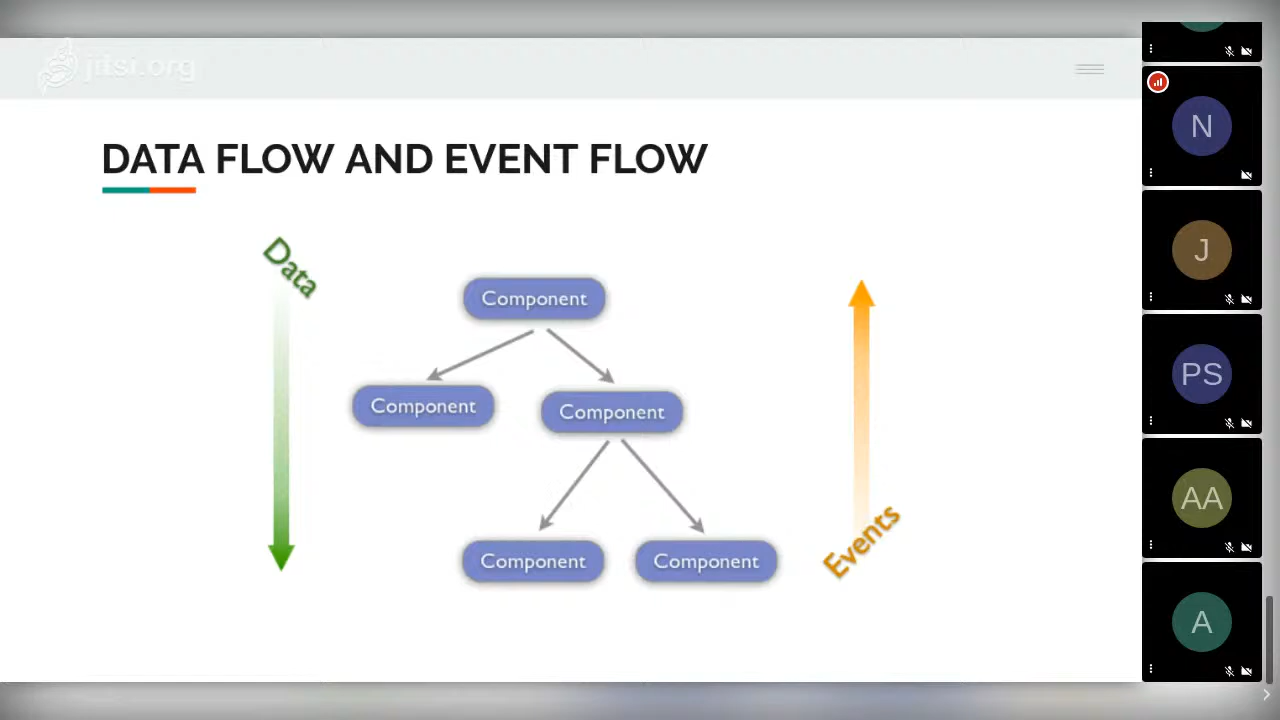 jitsi.org
DATA FLOW AND EVENT FLOW
Data
Component
Component
Component
Component
Component
Events
N
J
PS
AA
A